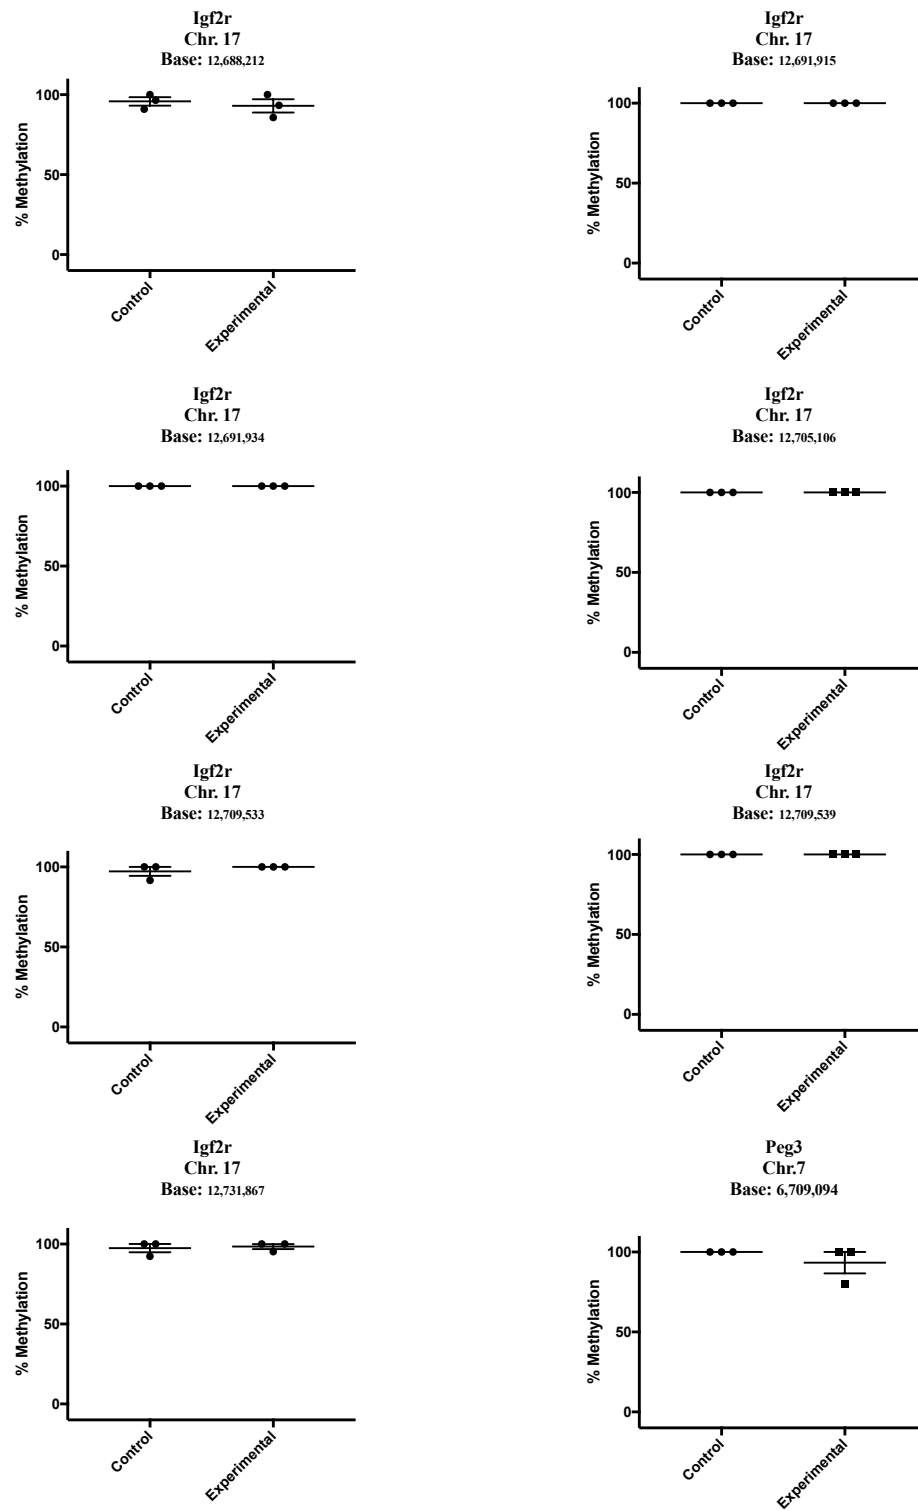 Igf2r
Chr. 17
Base: 12,688,212
% Methylation
100
50
0
Control
Experimental
Igf2r
Chr. 17
Base: 12,691,915
% Methylation
100
50
0
Control
Experimental
Igf2r
Chr. 17
Base: 12,691,934
% Methylation
100
50
0
Control
Experimental
Igf2r
Chr. 17
Base: 12,705,106
% Methylation
100
50
0
Control
Experimental
Igf2r
Chr. 17
Base: 12,709,533
% Methylation
100
50
0
Control
Experimental
Igf2r
Chr. 17
Base: 12,709,539
% Methylation
100
50
0
Control
Experimental
Igf2r
Chr. 17
Base: 12,731,867
% Methylation
100
50
0
Control
Experimental
Peg3
Chr.7
Base: 6,709,094
% Methylation
100
50
0
Control
Experimental